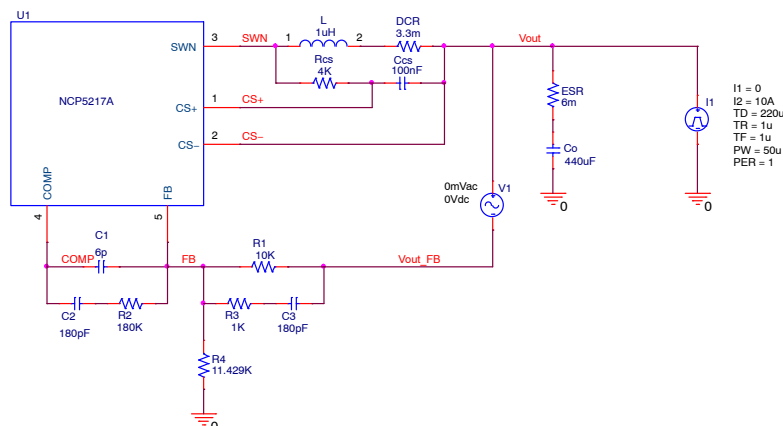 U1
SWN
3
SWN
1
L
1uH
2
DCR
3.3m
Vout
Rcs
4K
Ccs
100nF
NCP5217A
CS+
1
CS+
CS−
2
CS−
ESR
6m
Co
440uF
0
I1
I1 = 0
I2 = 10A
TD = 220u
TR = 1u
TF = 1u
PW = 50u
PER = 1
0
COMP
4
FB
5
0mVac
0Vdc
V1
C1
6p
COMP
FB
R1
10K
Vout_FB
C2
180pF
R2
180K
R3
1K
C3
180pF
R4
11.429K
0